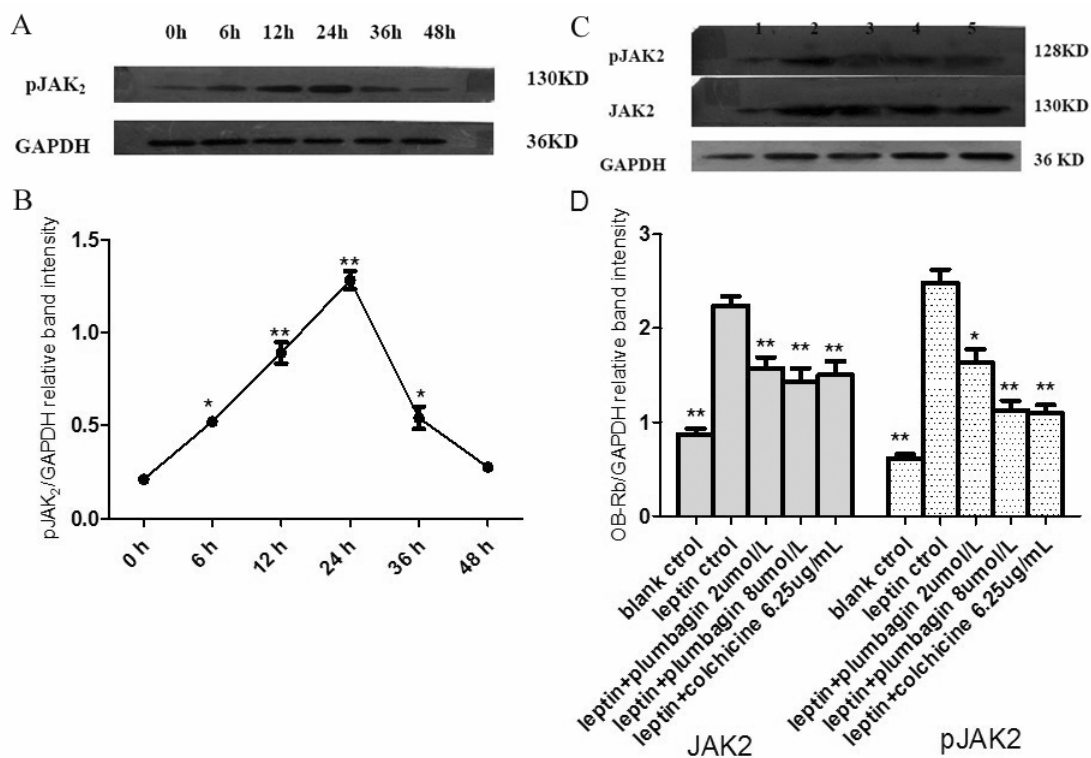 A
0h 6h 12h 24h 36h 48h
pJAK₂ 130KD
GAPDH 36KD
B
pJAK₂/GAPDH relative band intensity
1.5
1.0
0.5
0.0
*
**
**
*
0 h
6 h
12 h
24 h
36 h
48 h
C
1 2 3 4 5
pJAK2 128KD
JAK2 130KD
GAPDH 36 KD
D
OB-Rb/GAPDH relative band intensity
3
2
1
0
** ** ** **
** * ** **
blank ctrol
leptin ctrol
leptin+plumbagin 2umol/L
leptin+plumbagin 8umol/L
leptin+colchicine 6.25ug/mL
blank ctrol
leptin ctrol
leptin+plumbagin 2umol/L
leptin+plumbagin 8umol/L
leptin+colchicine 6.25ug/mL
JAK2 pJAK2